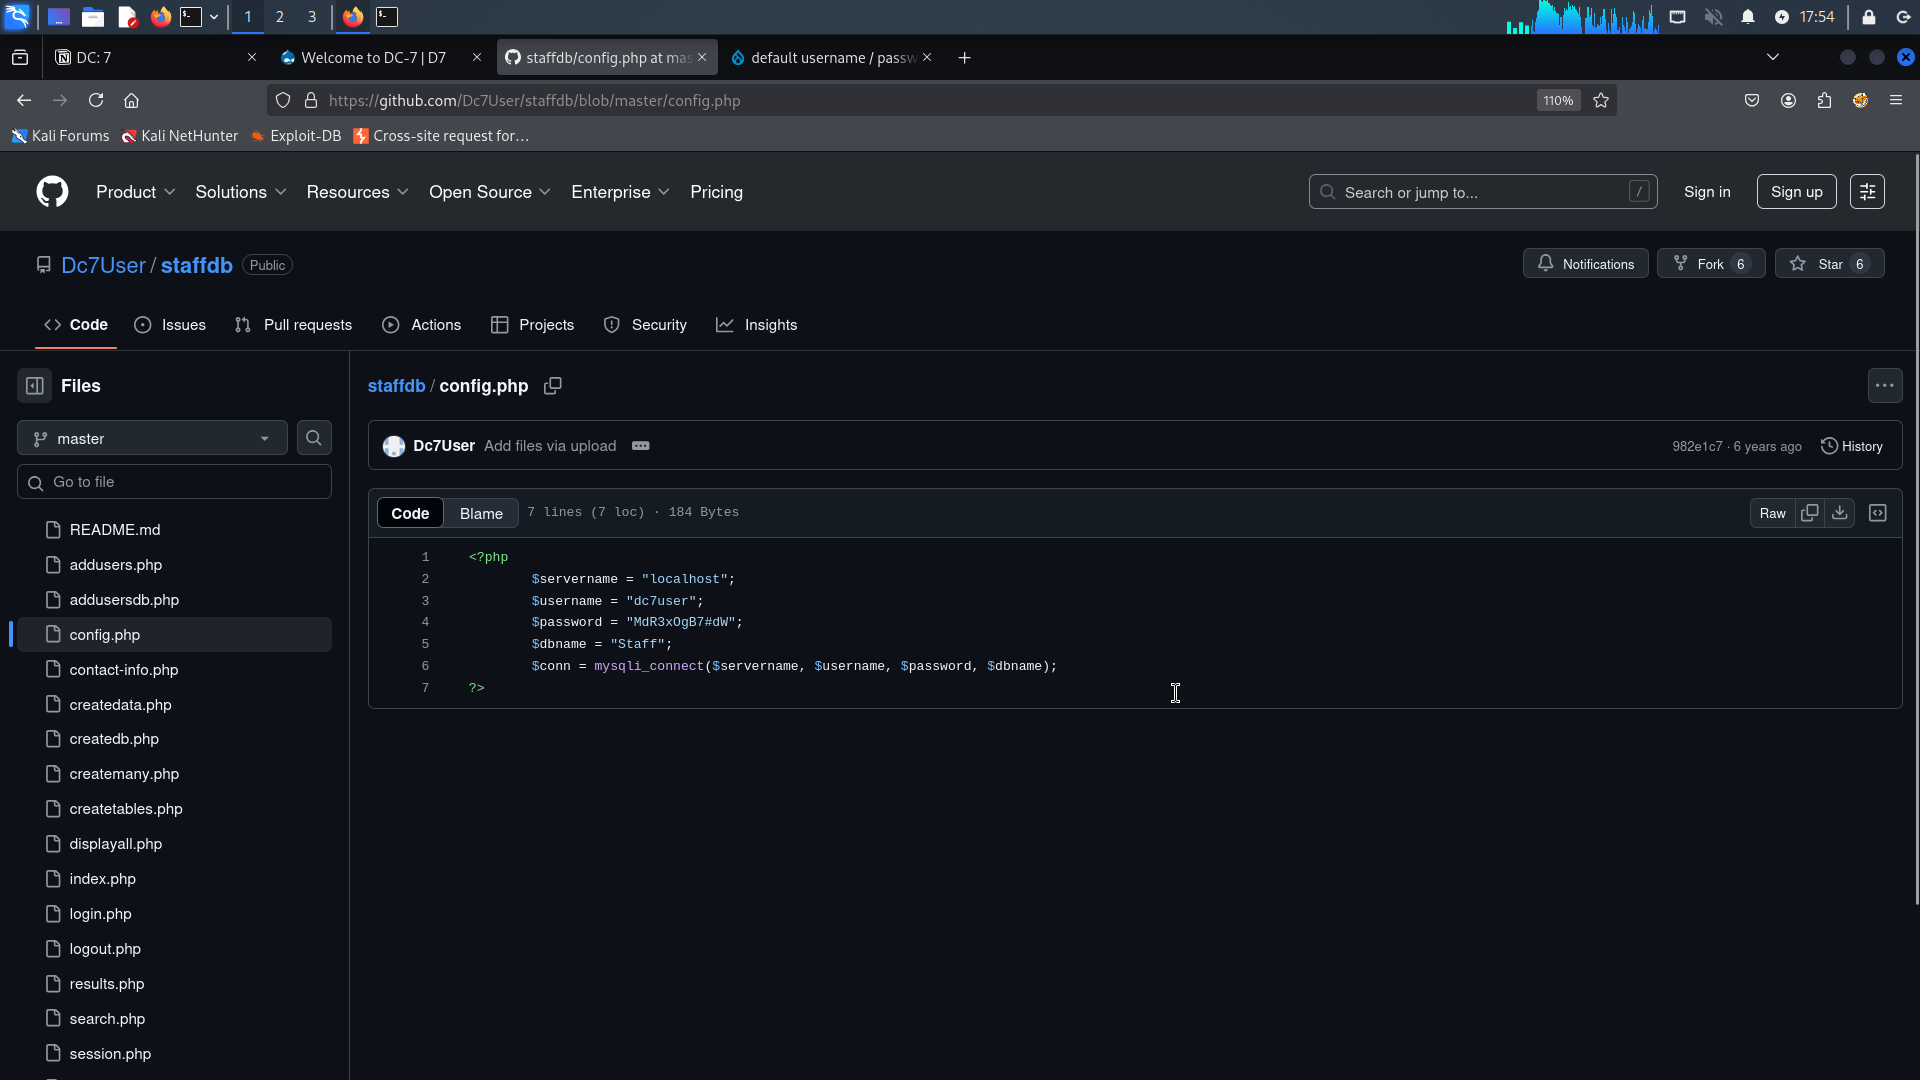 1
2
3
17:54
DC: 7
Welcome to DC-7 | D7
staffdb/config.php at mas
default username / passw
https://github.com/Dc7User/staffdb/blob/master/config.php
110%
Kali Forums
Kali NetHunter
Exploit-DB
Cross-site request for…
Product
Solutions
Resources
Open Source
Enterprise
Pricing
Search or jump to...
/
Sign in
Sign up
Dc7User / staffdb
Public
Notifications
Fork 6
Star 6
Code
Issues
Pull requests
Actions
Projects
Security
Insights
Files
master
Go to file
README.md
addusers.php
addusersdb.php
config.php
contact-info.php
createdata.php
createdb.php
createmany.php
createtables.php
displayall.php
index.php
login.php
logout.php
results.php
search.php
session.php
staffdb / config.php
Dc7User Add files via upload
982e1c7 · 6 years ago
History
Code
Blame
7 lines (7 loc) · 184 Bytes
Raw
1 <?php
2 $servername = "localhost";
3 $username = "dc7user";
4 $password = "MdR3xOgB7#dW";
5 $dbname = "Staff";
6 $conn = mysqli_connect($servername, $username, $password, $dbname);
7 ?>